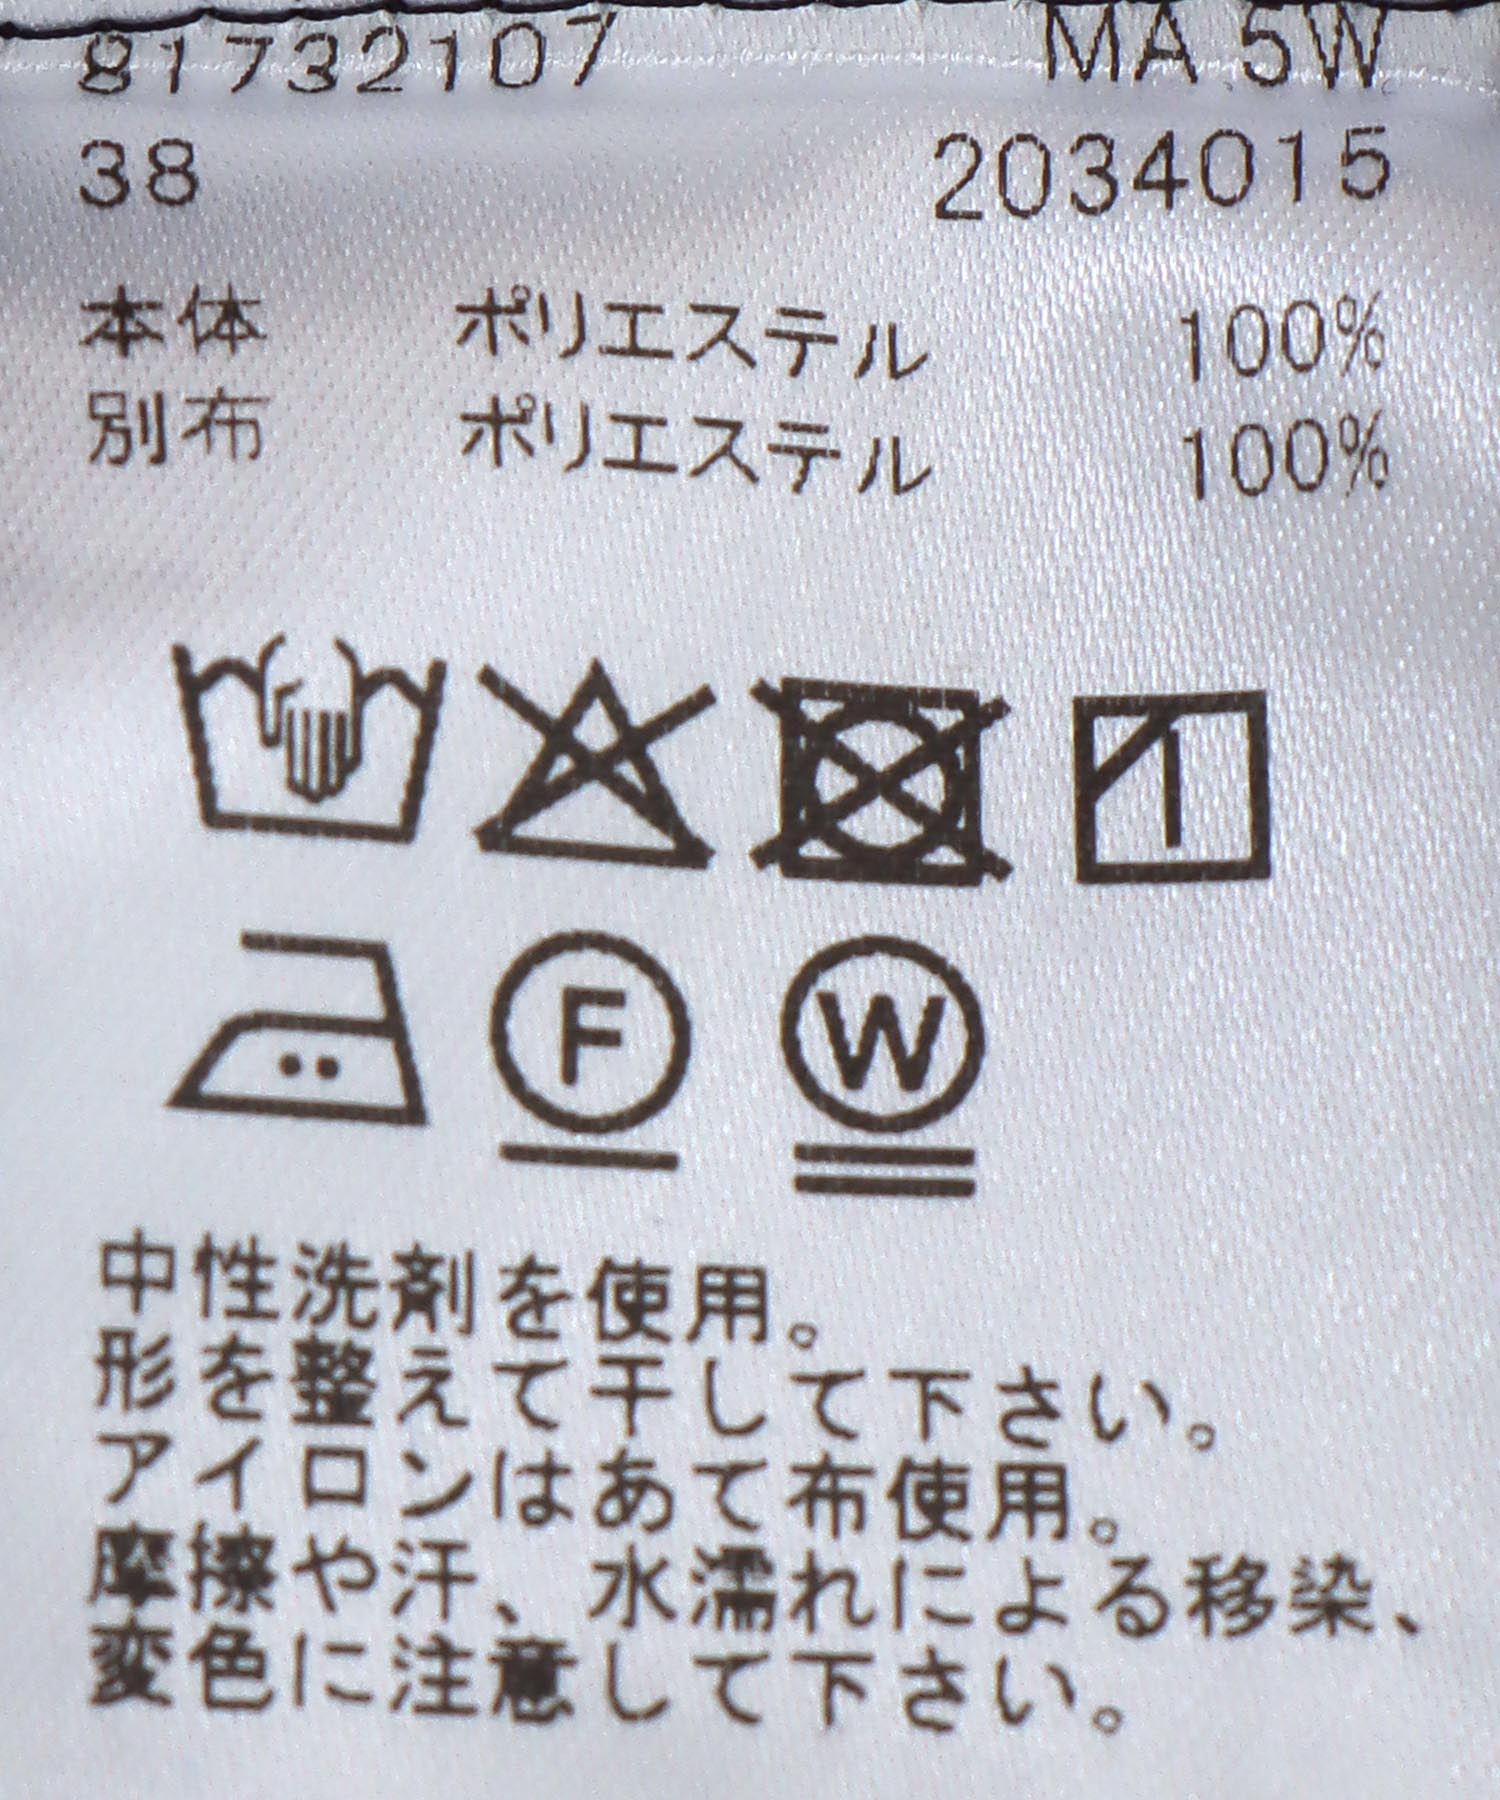 81732107 MA 5W
38 2034015
本体 ポリエステル 100%
別布 ポリエステル 100%
F W
中性洗剤を使用。
形を整えて干して下さい。
アイロンはあて布使用。
摩擦や汗、水濡れによる移染、
変色に注意して下さい。